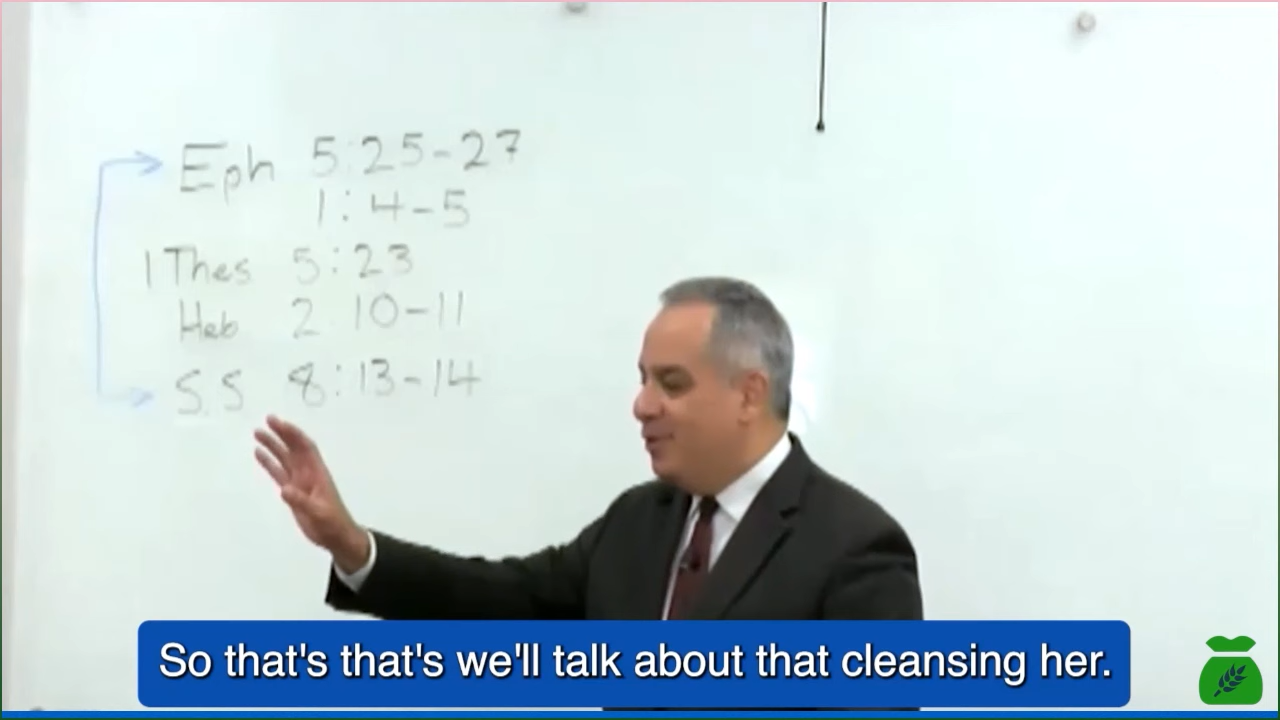 Eph 5:25-27
1:4-5
1 Thes 5:23
Heb 2 10-11
S.S 8:13-14
So that's that's we'll talk about that cleansing her.